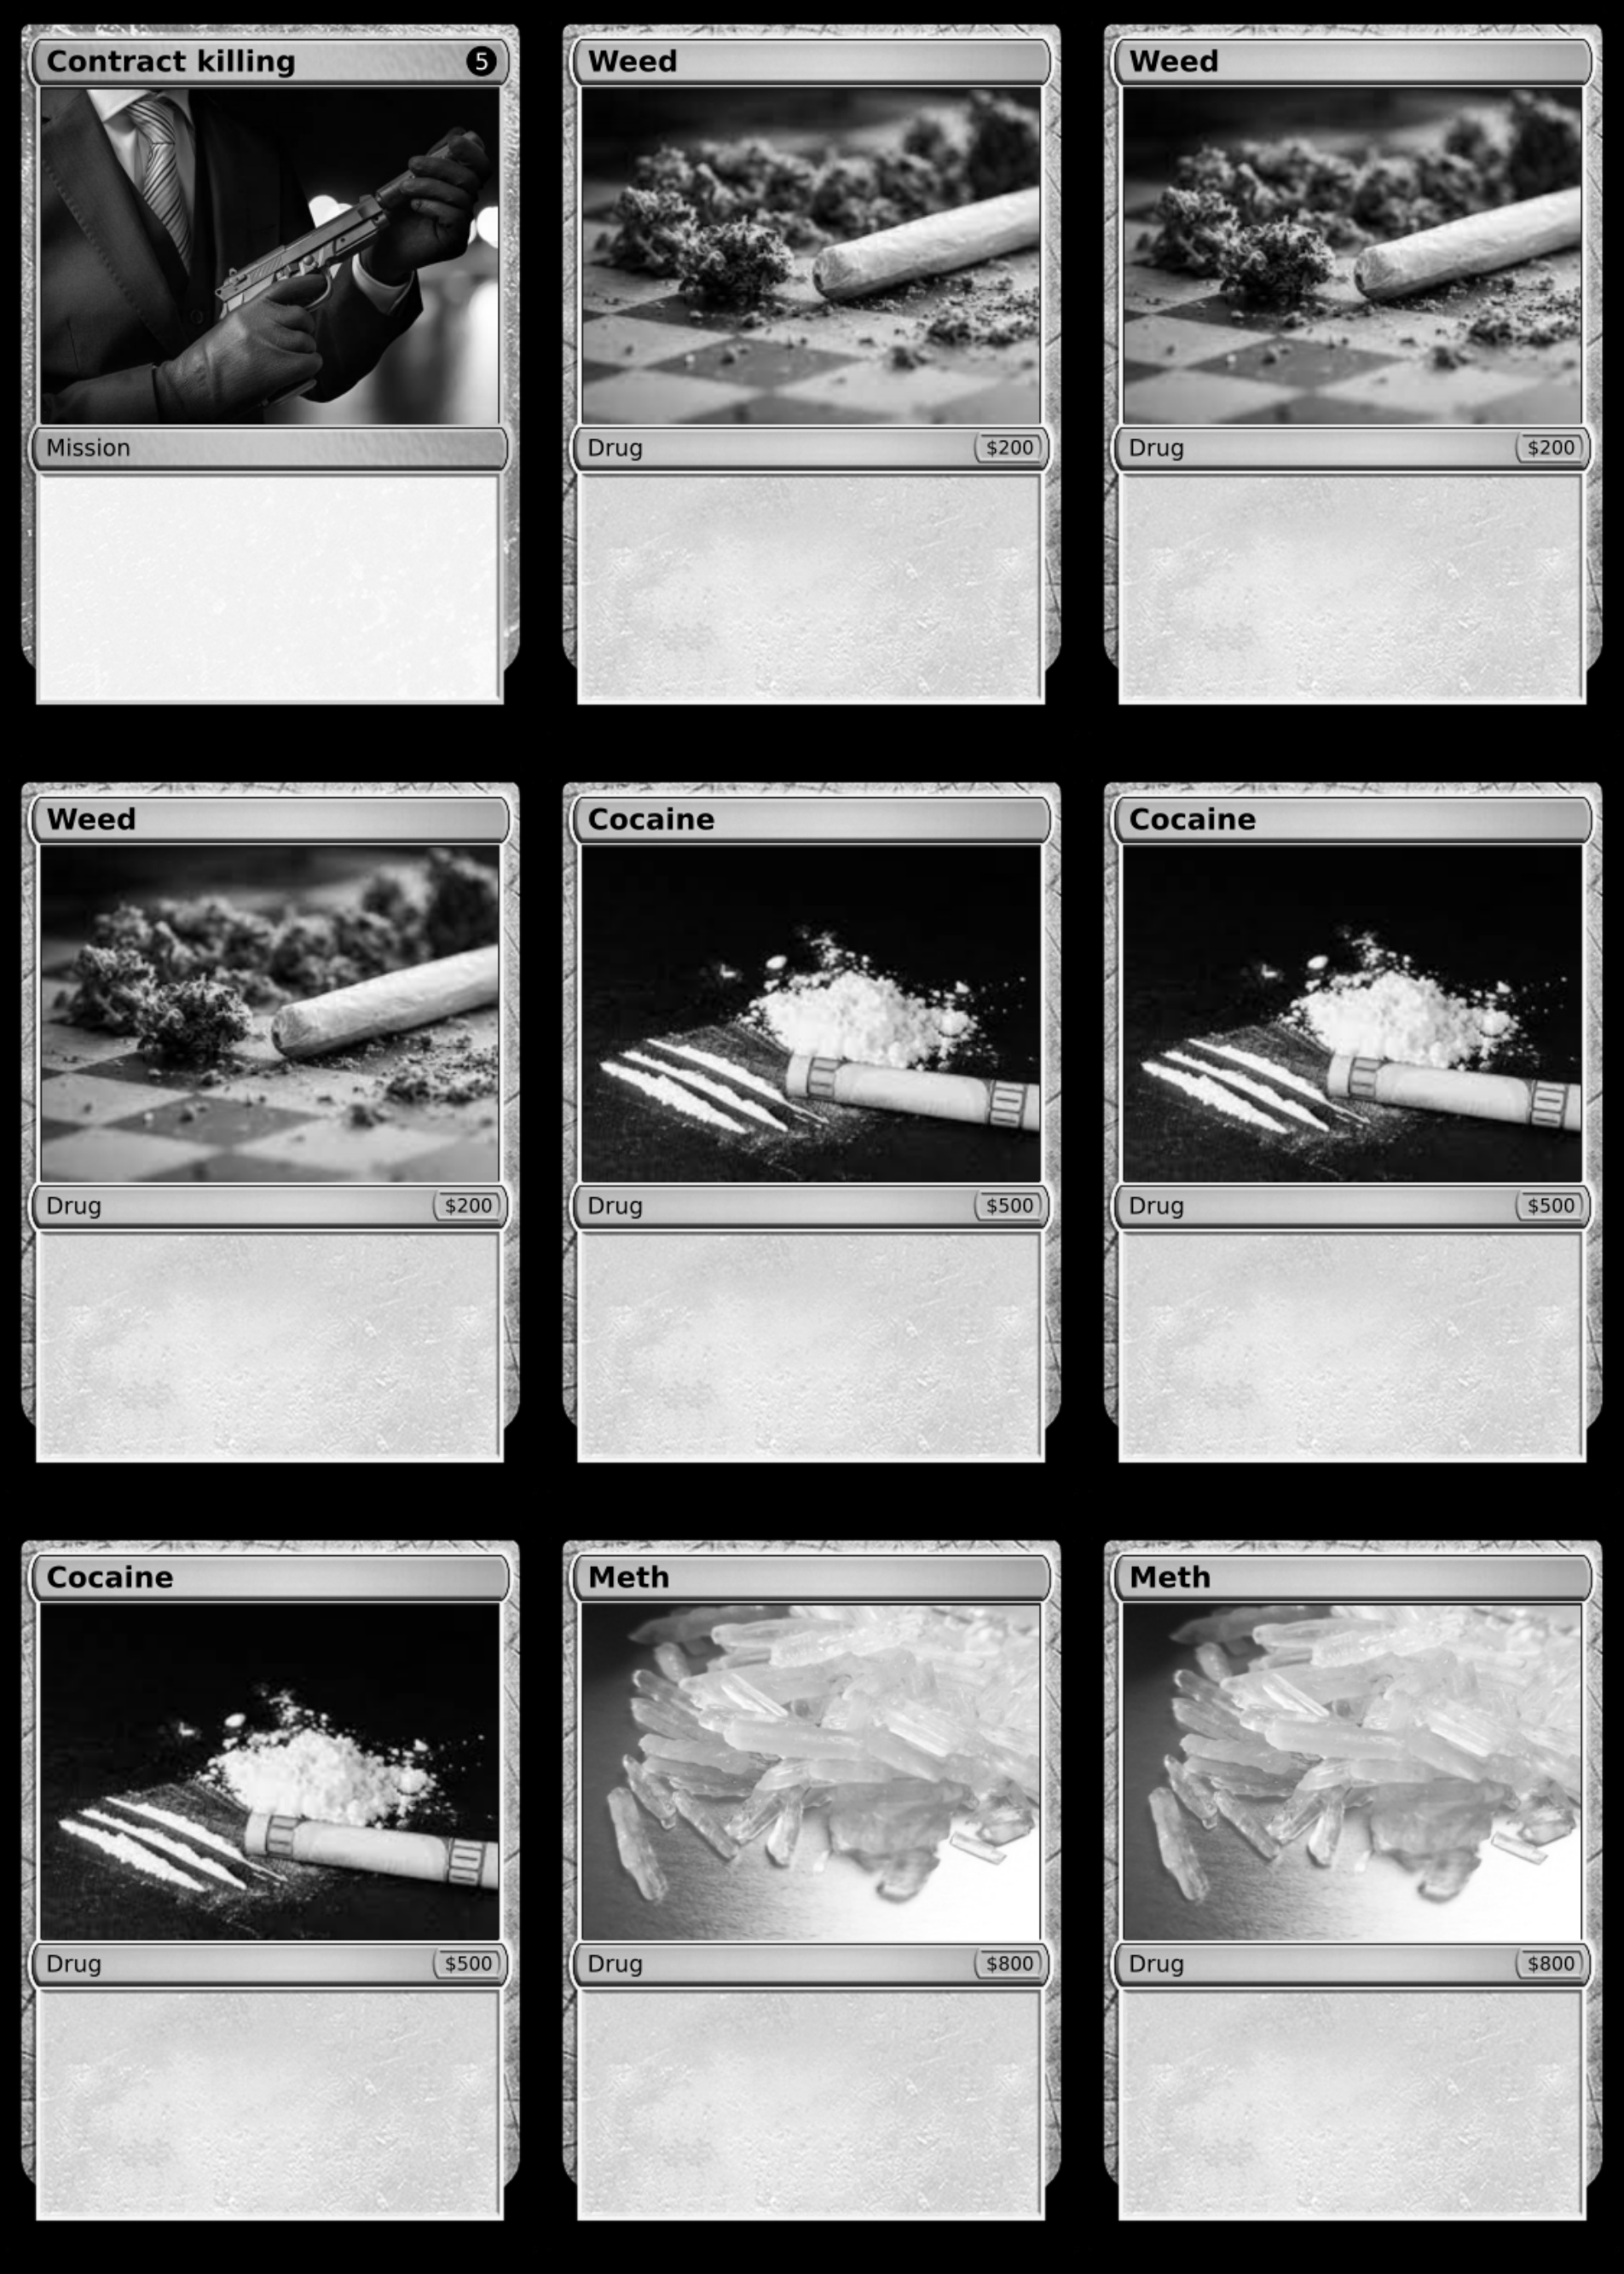 Contract killing 5
Mission
Weed
Drug $200
Weed
Drug $200
Weed
Drug $200
Cocaine
Drug $500
Cocaine
Drug $500
Cocaine
Drug $500
Meth
Drug $800
Meth
Drug $800